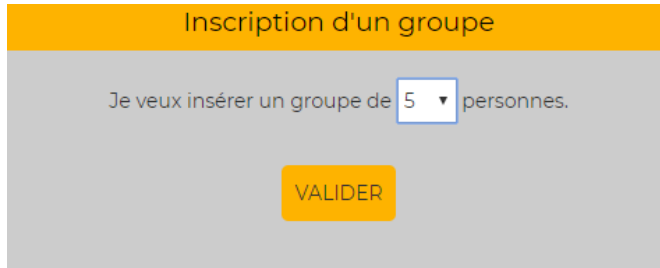 Inscription d'un groupe
Je veux insérer un groupe de 5 personnes.
VALIDER